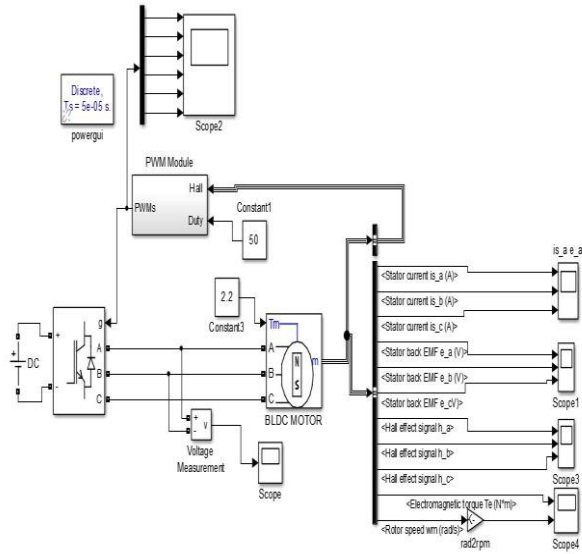 Discrete,
Ts = 5e-05 s.
powergui
Scope2
PWM Module
Hall
PWMs
Duty
Constant1
50
2.2
Constant3
g
A
B
C
+
-
+
DC
Tm
A
B
C
m
N
S
BLDC MOTOR
+
-
v
Voltage
Measurement
Scope
is_a e_a
<Stator current is_a (A)>
<Stator current is_b (A)>
<Stator current is_c (A)>
<Stator back EMF e_a (V)>
<Stator back EMF e_b (V)>
<Stator back EMF e_cV)>
Scope1
<Hall effect signal h_a>
<Hall effect signal h_b>
<Hall effect signal h_c>
Scope3
<Electromagnetic torque Te (N*m)>
<Rotor speed wm (rad/s)>
rad2rpm
Scope4